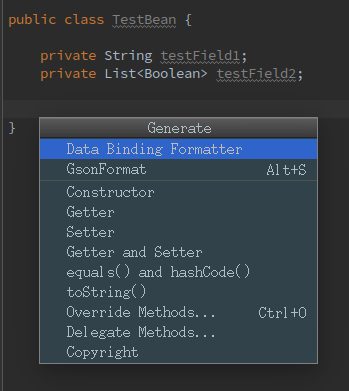 public class TestBean {
private String testField1;
private List<Boolean> testField2;
}
Generate
Data Binding Formatter
GsonFormat Alt+S
Constructor
Getter
Setter
Getter and Setter
equals() and hashCode()
toString()
Override Methods... Ctrl+O
Delegate Methods...
Copyright